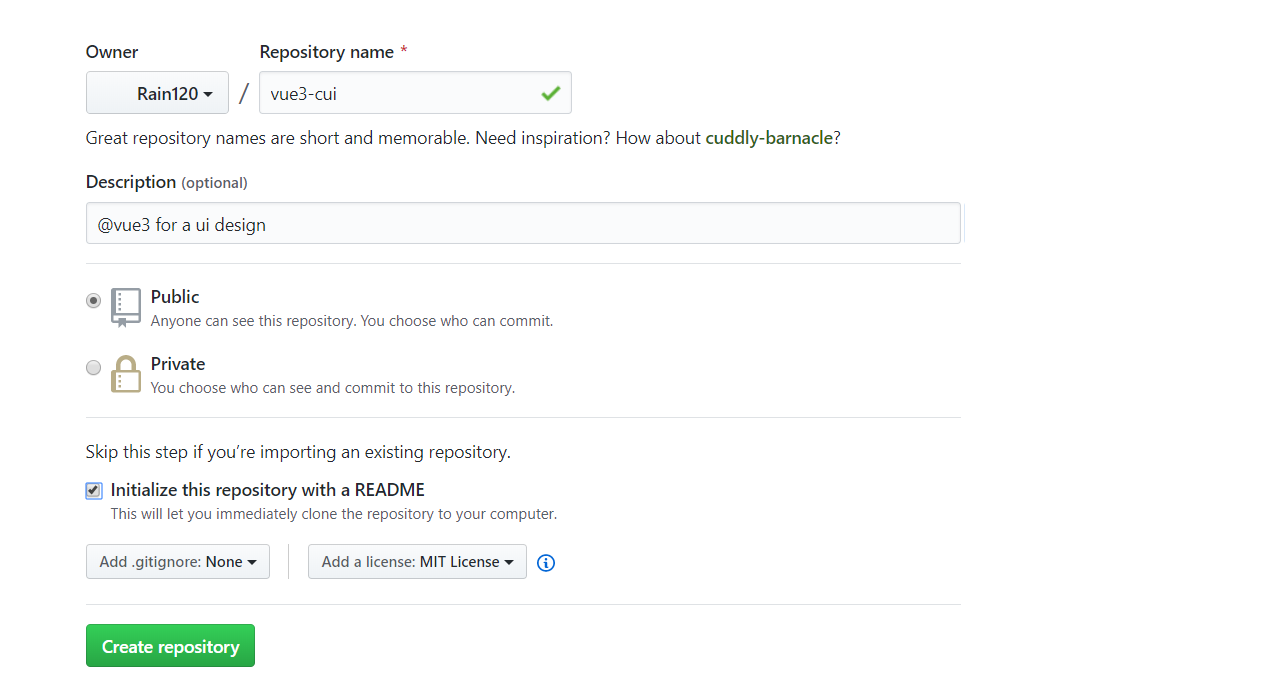 Owner Repository name *
Rain120 / vue3-cui
Great repository names are short and memorable. Need inspiration? How about cuddly-barnacle?
Description (optional)
@vue3 for a ui design
Public
Anyone can see this repository. You choose who can commit.
Private
You choose who can see and commit to this repository.
Skip this step if you’re importing an existing repository.
Initialize this repository with a README
This will let you immediately clone the repository to your computer.
Add .gitignore: None Add a license: MIT License
Create repository